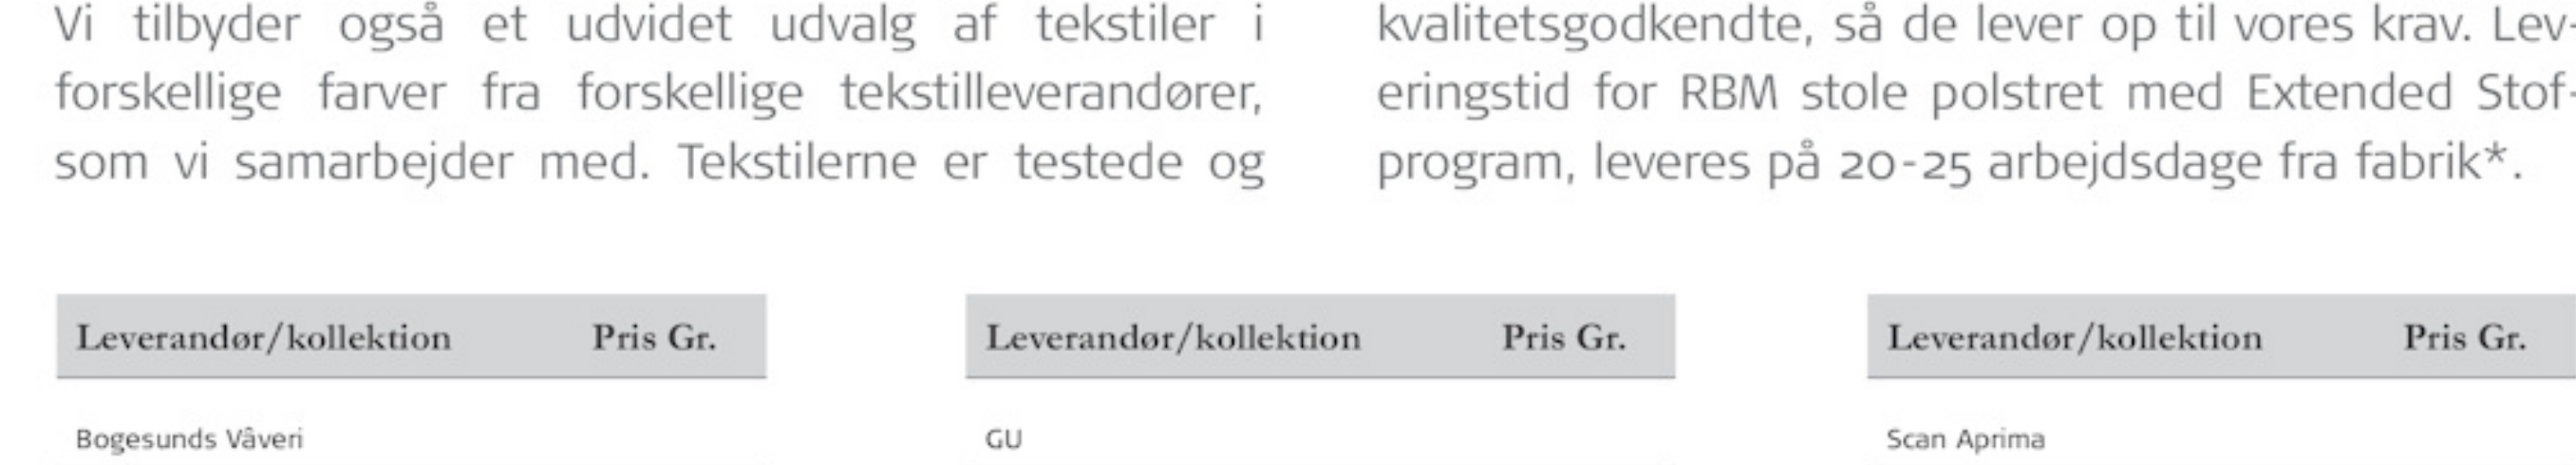 Vi tilbyder også et udvidet udvalg af tekstiler i
forskellige farver fra forskellige tekstilleverandører,
som vi samarbejder med. Tekstilerne er testede og
kvalitetsgodkendte, så de lever op til vores krav. Lev-
eringstid for RBM stole polstret med Extended Stof-
program, leveres på 20-25 arbejdsdage fra fabrik*.
Leverandør/kollektion Pris Gr.
Bogesunds Vâveri
Leverandør/kollektion Pris Gr.
GU
Leverandør/kollektion Pris Gr.
Scan Aprima